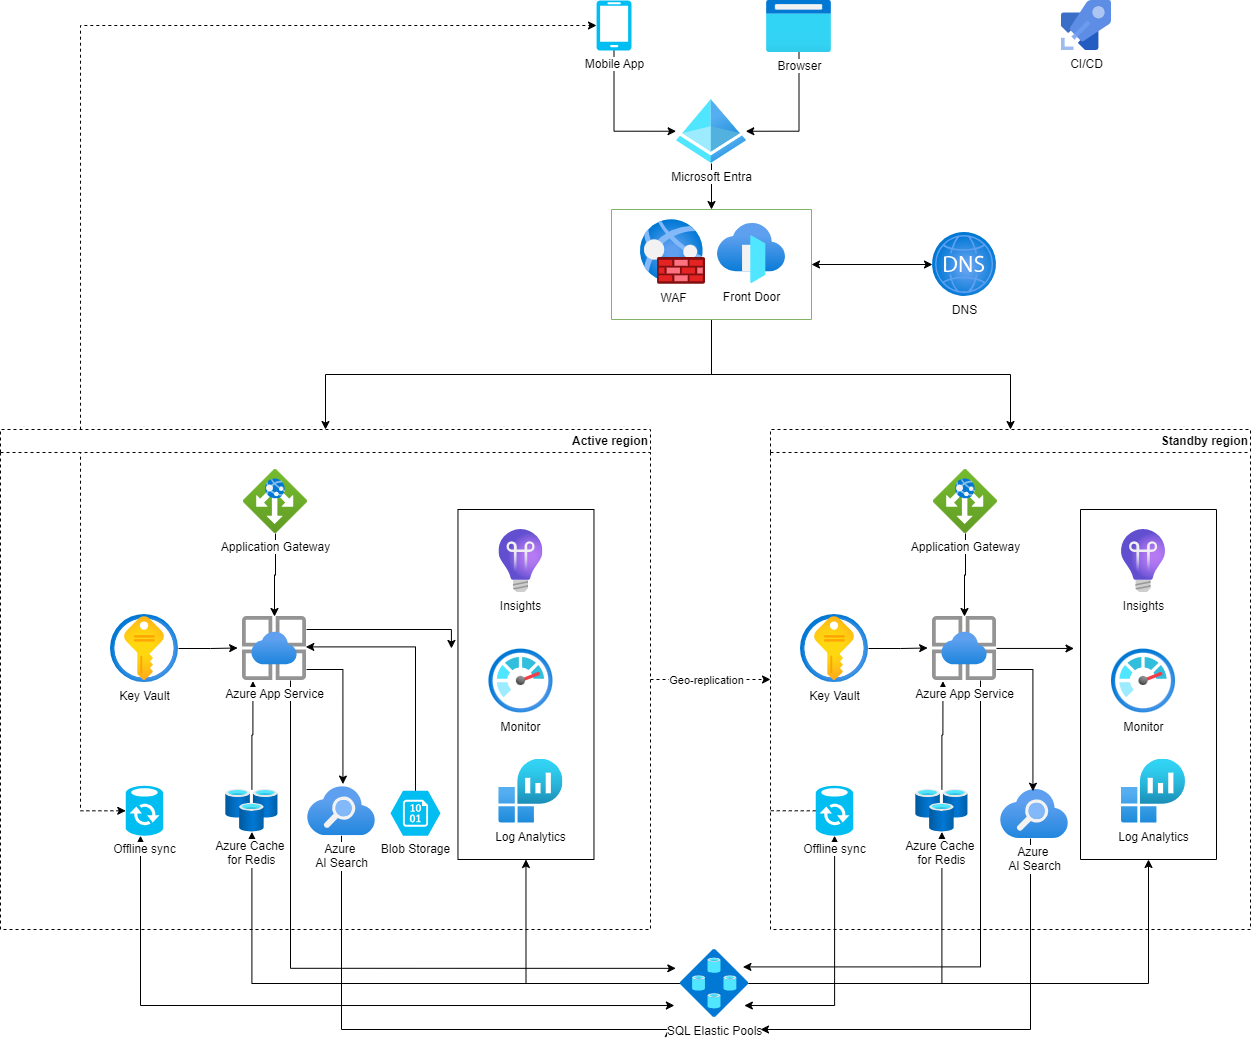 Mobile App
Browser
CI/CD
Microsoft Entra
WAF
Front Door
DNS
DNS
Active region
Standby region
Application Gateway
Application Gateway
Insights
Insights
Key Vault
Azure App Service
Geo-replication
Key Vault
Azure App Service
Monitor
Monitor
10
01
Offline sync
Azure Cache
for Redis
Azure
AI Search
Blob Storage
Log Analytics
Offline sync
Azure Cache
for Redis
Azure
AI Search
Log Analytics
SQL Elastic Pools